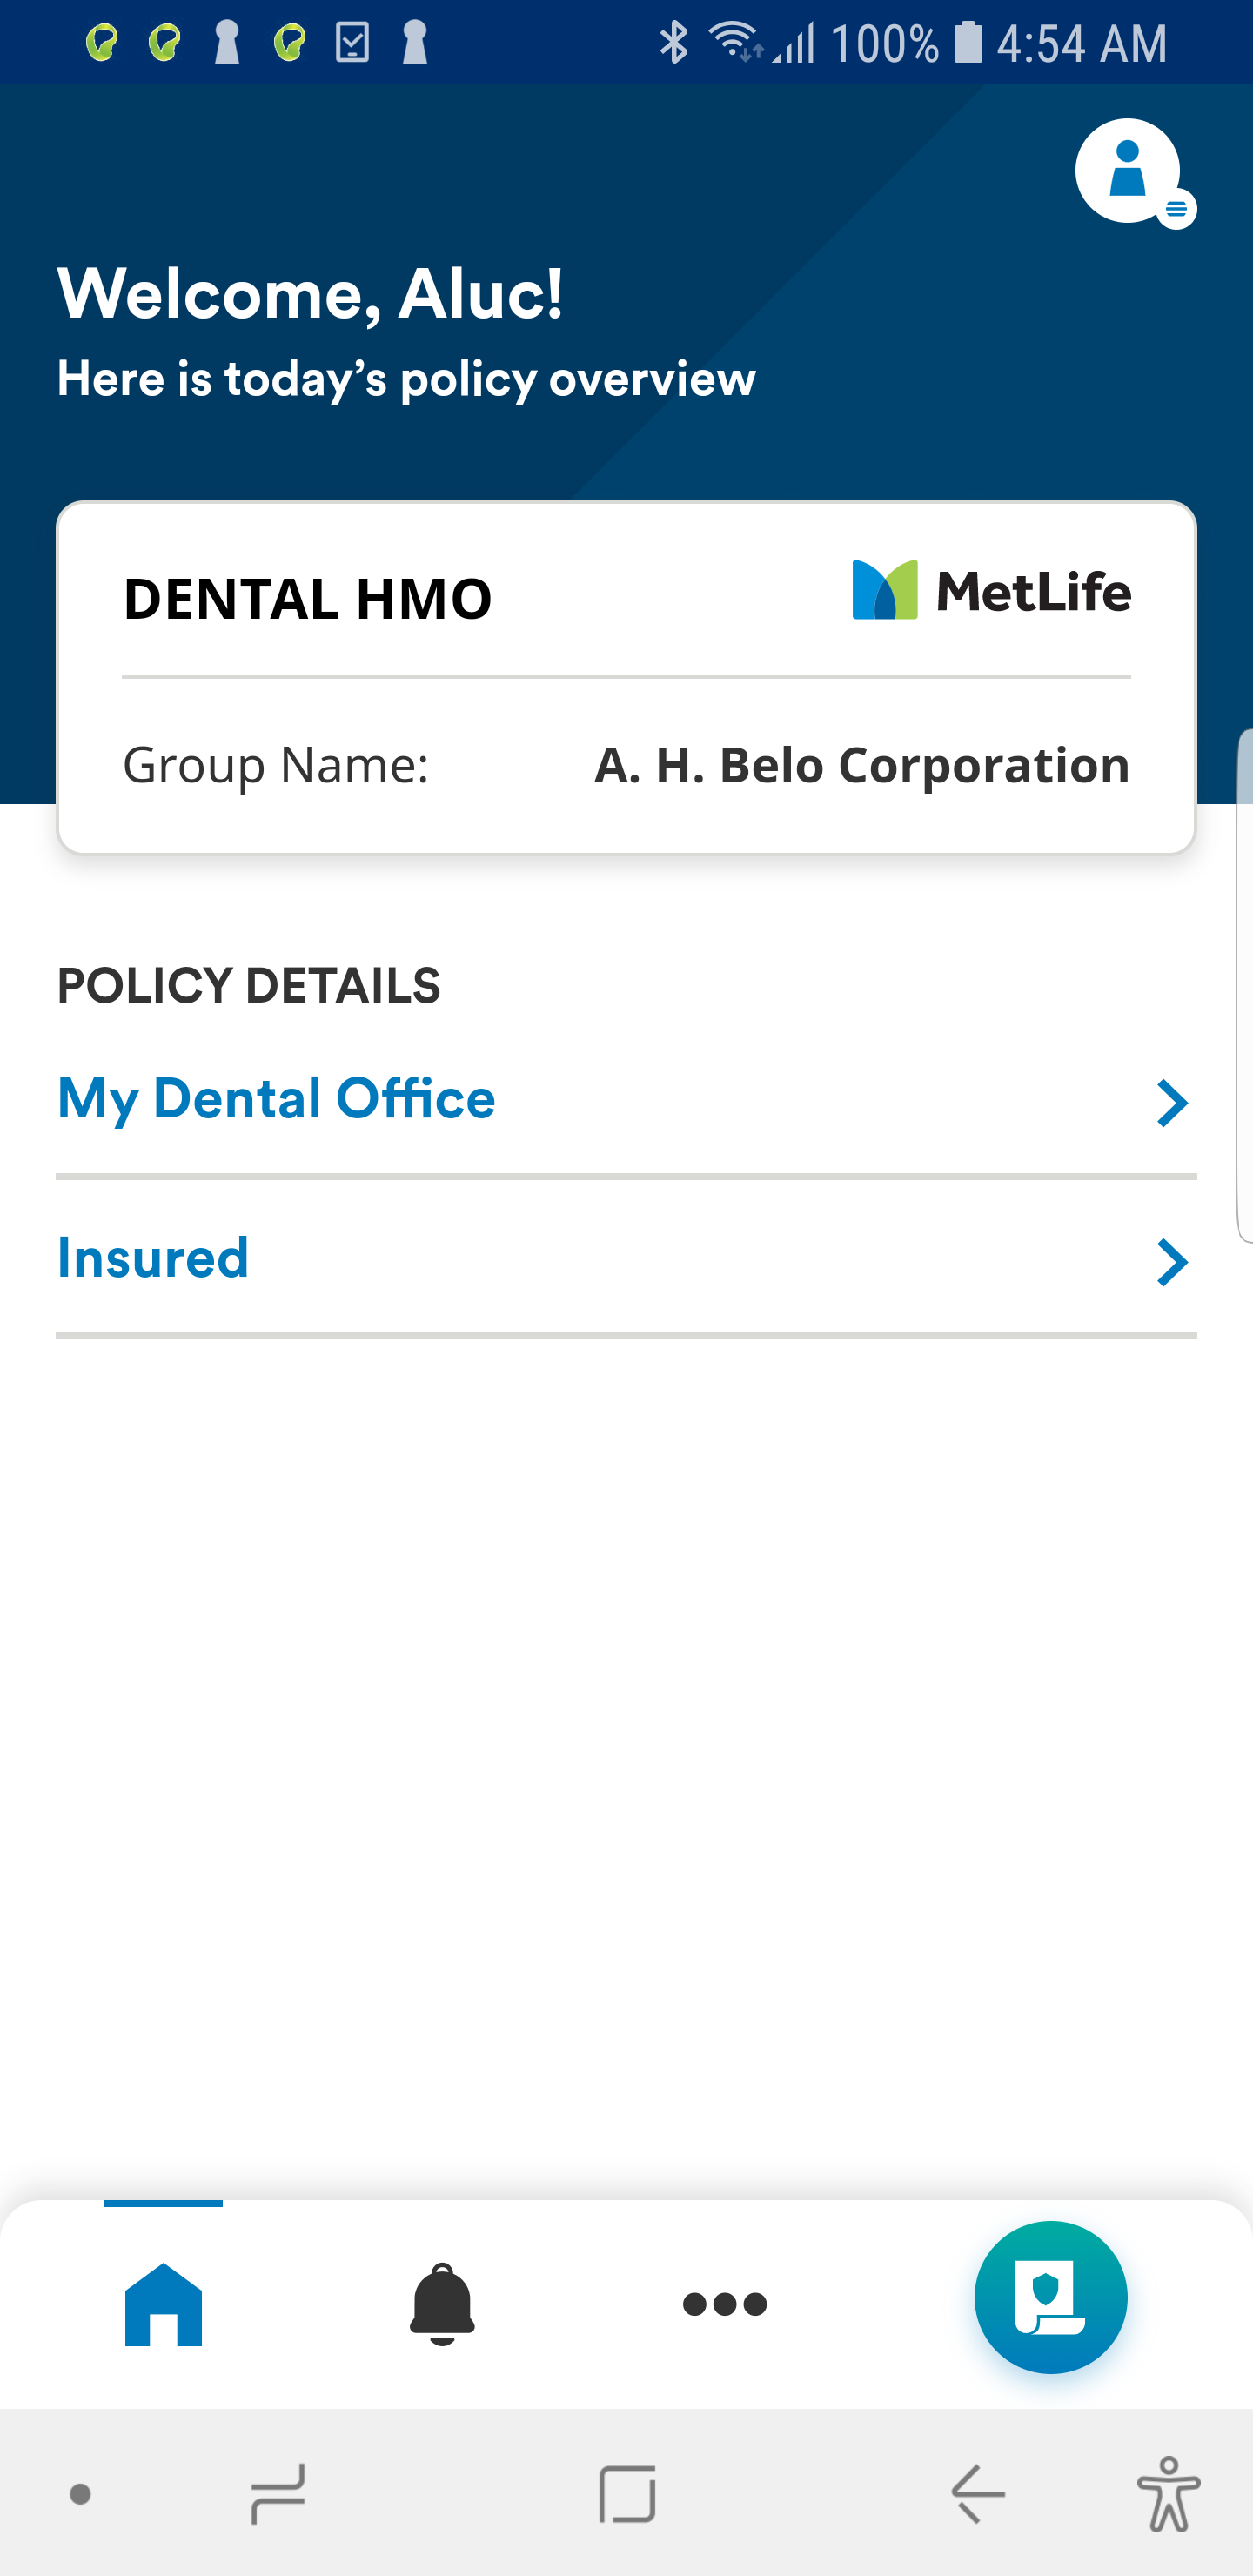 100% 4:54 AM
Welcome, Aluc!
Here is today’s policy overview
DENTAL HMO
MetLife
Group Name: A. H. Belo Corporation
POLICY DETAILS
My Dental Office
Insured